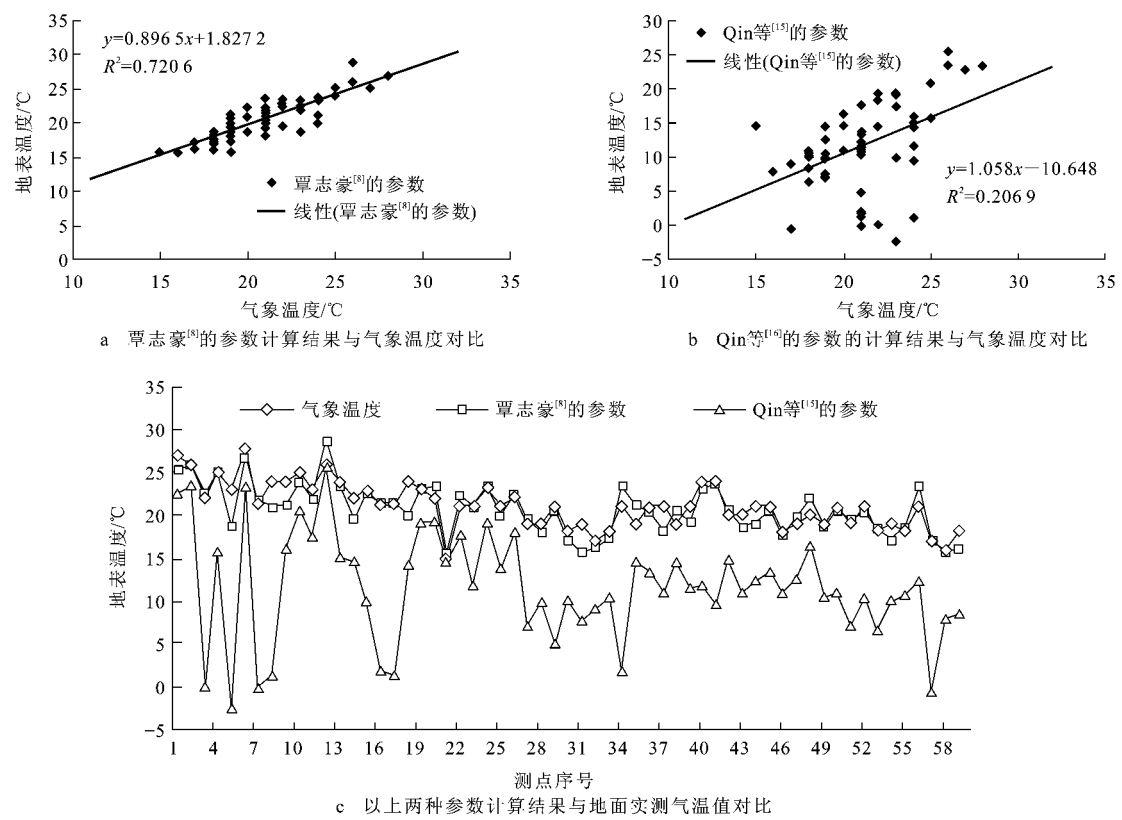 35
30
25
20
15
10
5
0
地表温度/℃
y=0.896 5x+1.827 2
R²=0.720 6
覃志豪[8]的参数
线性(覃志豪[8]的参数)
10 15 20 25 30 35
气象温度/℃
a 覃志豪[8]的参数计算结果与气象温度对比
30
25
20
15
10
5
0
-5
地表温度/℃
Qin等[15]的参数
线性(Qin等[15]的参数)
y=1.058x-10.648
R²=0.206 9
10 15 20 25 30 35
气象温度/℃
b Qin等[16]的参数的计算结果与气象温度对比
35
30
25
20
15
10
5
0
-5
地表温度/℃
气象温度 覃志豪[8]的参数 Qin等[15]的参数
1 4 7 10 13 16 19 22 25 28 31 34 37 40 43 46 49 52 55 58
测点序号
c 以上两种参数计算结果与地面实测气温值对比